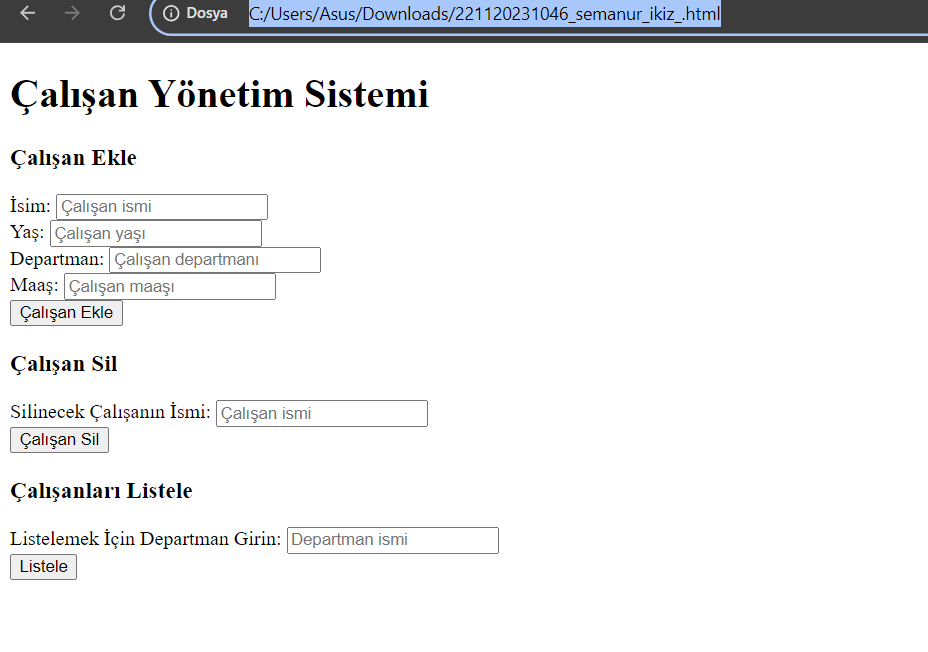 Dosya C:/Users/Asus/Downloads/221120231046_semanur_ikiz_.html
Çalışan Yönetim Sistemi
Çalışan Ekle
İsim: Çalışan ismi
Yaş: Çalışan yaşı
Departman: Çalışan departmanı
Maaş: Çalışan maaşı
Çalışan Ekle
Çalışan Sil
Silinecek Çalışanın İsmi: Çalışan ismi
Çalışan Sil
Çalışanları Listele
Listelemek İçin Departman Girin: Departman ismi
Listele